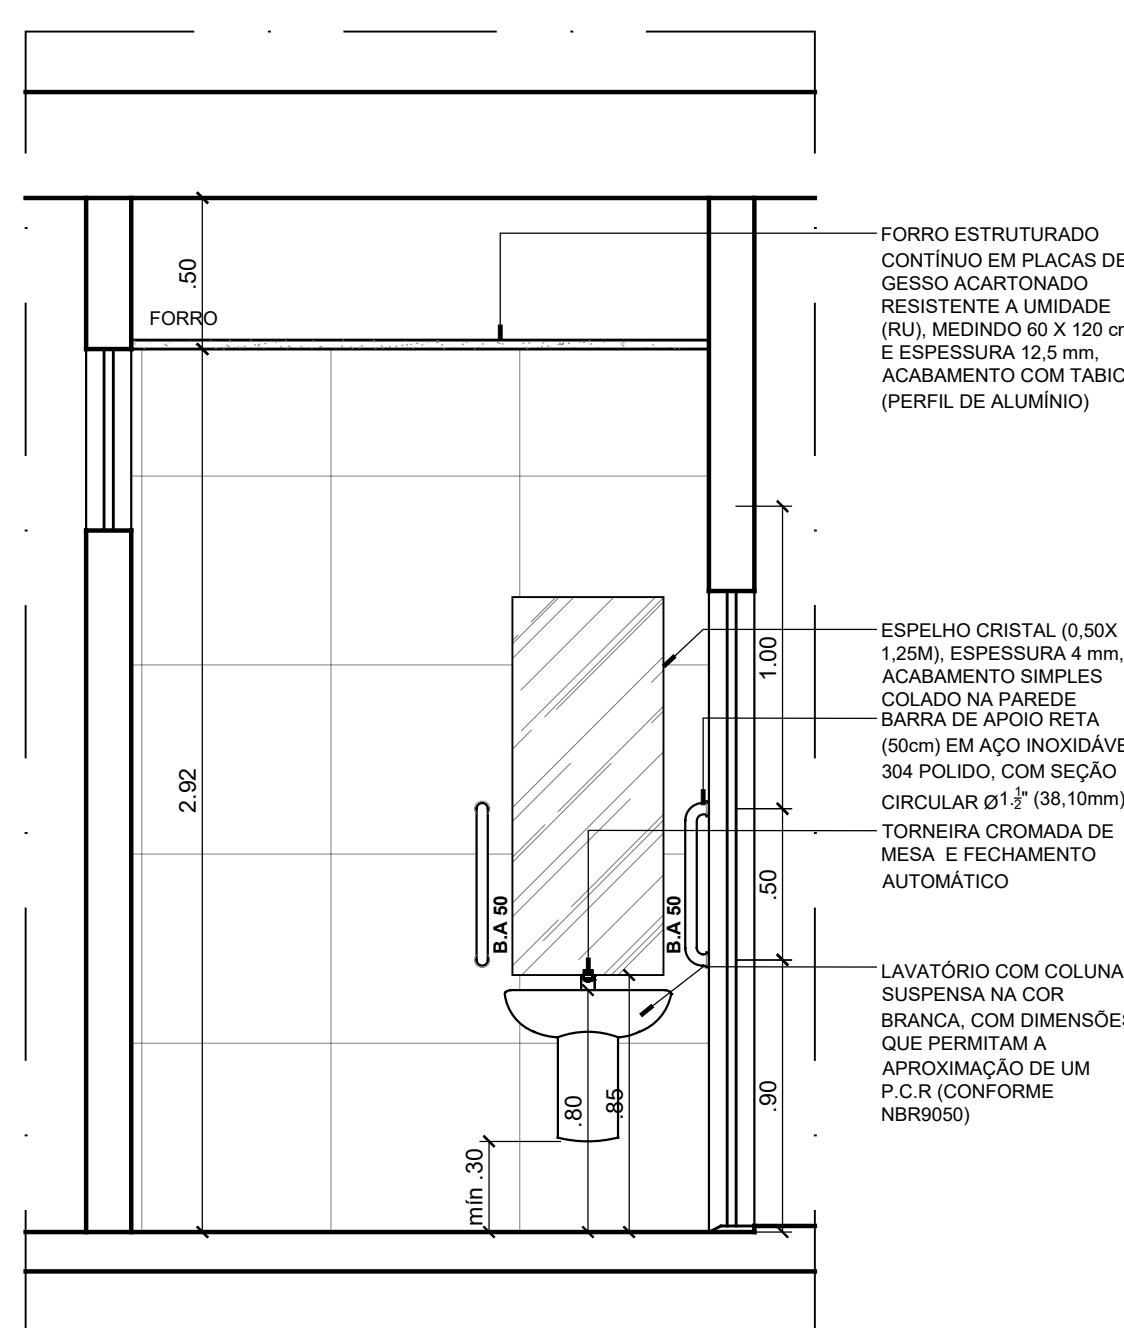 .50
FORRO
2.92
FORRO ESTRUTURADO
CONTÍNUO EM PLACAS DE
GESSO ACARTONADO
RESISTENTE A UMIDADE
(RU), MEDINDO 60 X 120 cm
E ESPESSURA 12,5 mm,
ACABAMENTO COM TABIC
(PERFIL DE ALUMÍNIO)
1.00
ESPELHO CRISTAL (0,50X
1,25M), ESPESSURA 4 mm,
ACABAMENTO SIMPLES
COLADO NA PAREDE
BARRA DE APOIO RETA
(50cm) EM AÇO INOXIDÁVE
304 POLIDO, COM SEÇÃO
CIRCULAR Ø1.½" (38,10mm)
TORNEIRA CROMADA DE
MESA E FECHAMENTO
AUTOMÁTICO
B.A 50
B.A 50
.50
LAVATÓRIO COM COLUNA
SUSPENSA NA COR
BRANCA, COM DIMENSÕES
QUE PERMITAM A
APROXIMAÇÃO DE UM
P.C.R (CONFORME
NBR9050)
.80
.85
.90
mín .30